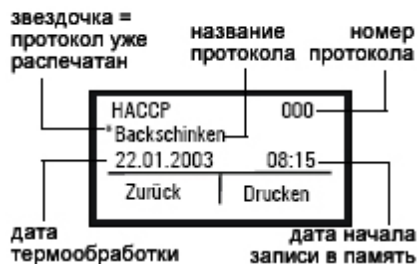 звездочка =
протокол уже
распечатан
название
протокола
номер
протокола
HACCP 000
*Backschinken
22.01.2003 08:15
Zurück Drucken
дата
термообработки
дата начала
записи в память